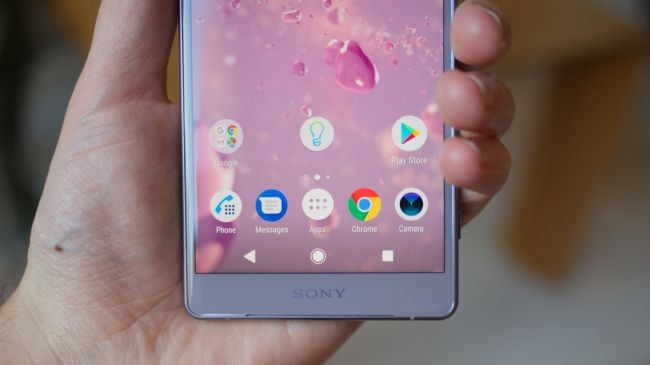 Google
Play Store
Phone
Messages
Apps
Chrome
Camera
SONY